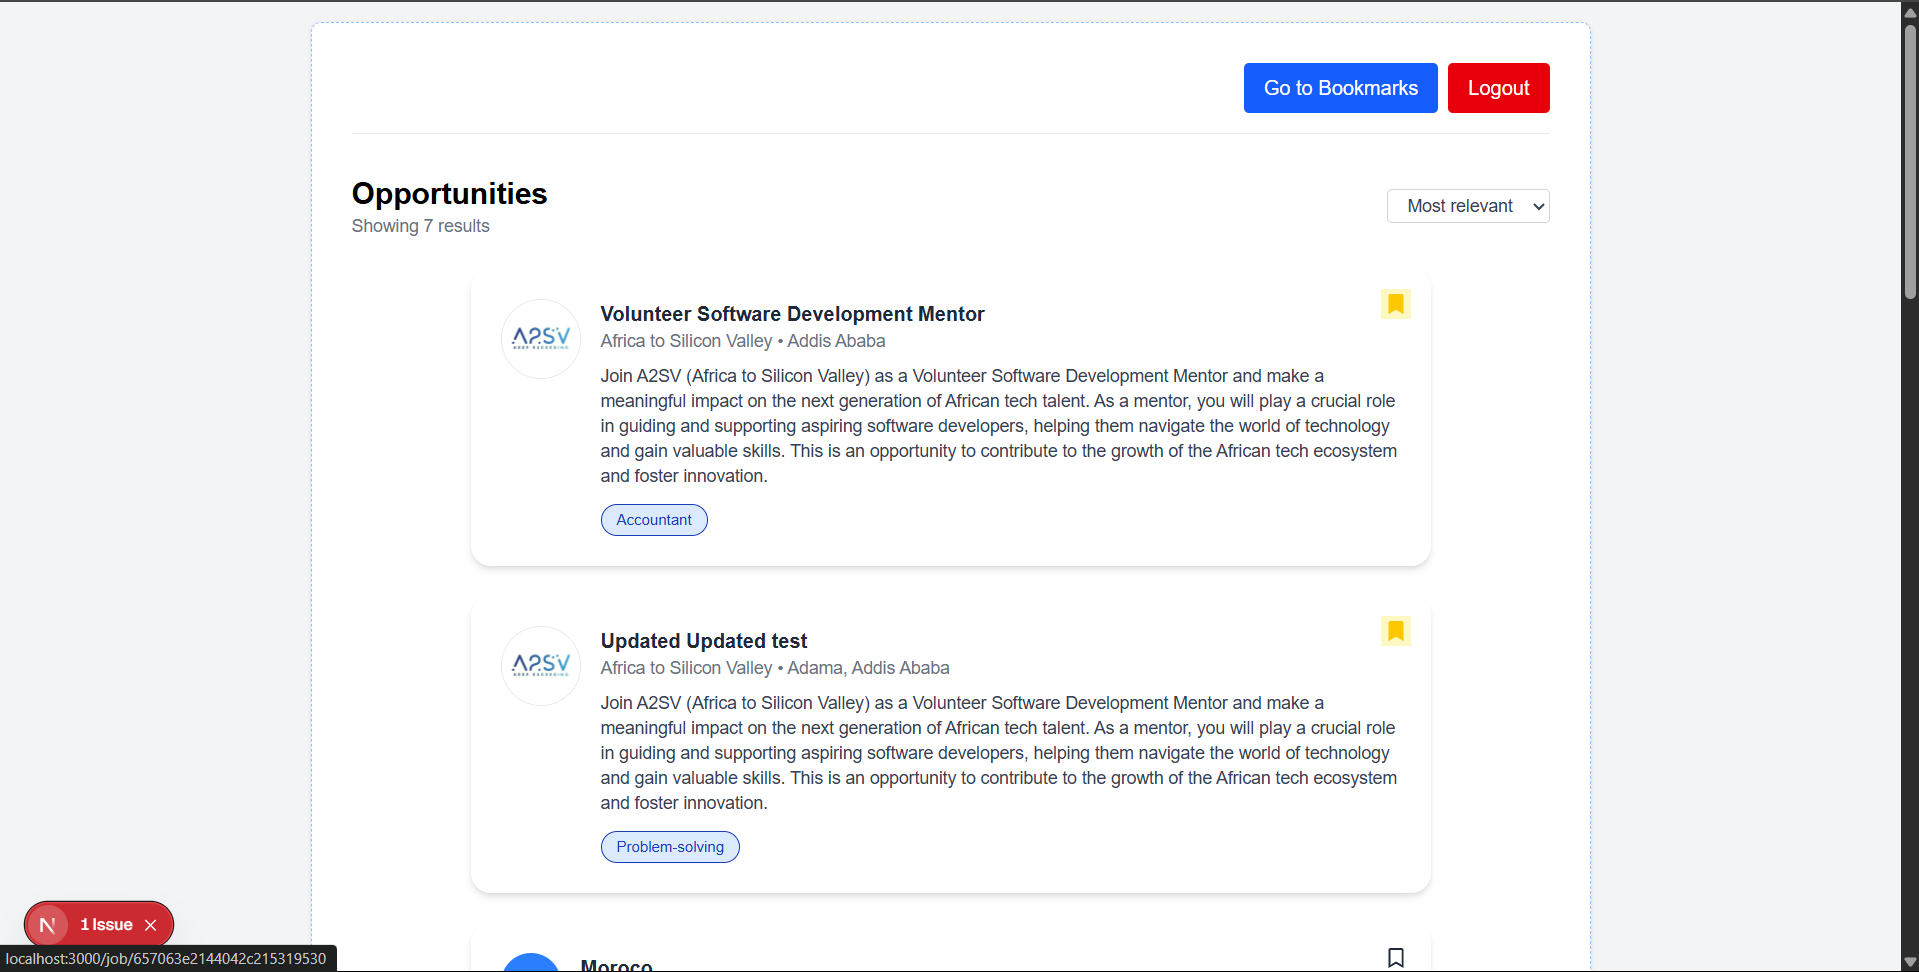 Go to Bookmarks
Logout
Opportunities
Showing 7 results
Most relevant
A2SV
Volunteer Software Development Mentor
Africa to Silicon Valley • Addis Ababa
Join A2SV (Africa to Silicon Valley) as a Volunteer Software Development Mentor and make a
meaningful impact on the next generation of African tech talent. As a mentor, you will play a crucial role
in guiding and supporting aspiring software developers, helping them navigate the world of technology
and gain valuable skills. This is an opportunity to contribute to the growth of the African tech ecosystem
and foster innovation.
Accountant
A2SV
Updated Updated test
Africa to Silicon Valley • Adama, Addis Ababa
Join A2SV (Africa to Silicon Valley) as a Volunteer Software Development Mentor and make a
meaningful impact on the next generation of African tech talent. As a mentor, you will play a crucial role
in guiding and supporting aspiring software developers, helping them navigate the world of technology
and gain valuable skills. This is an opportunity to contribute to the growth of the African tech ecosystem
and foster innovation.
Problem-solving
Moroco
N 1 Issue
localhost:3000/job/657063e2144042c215319530